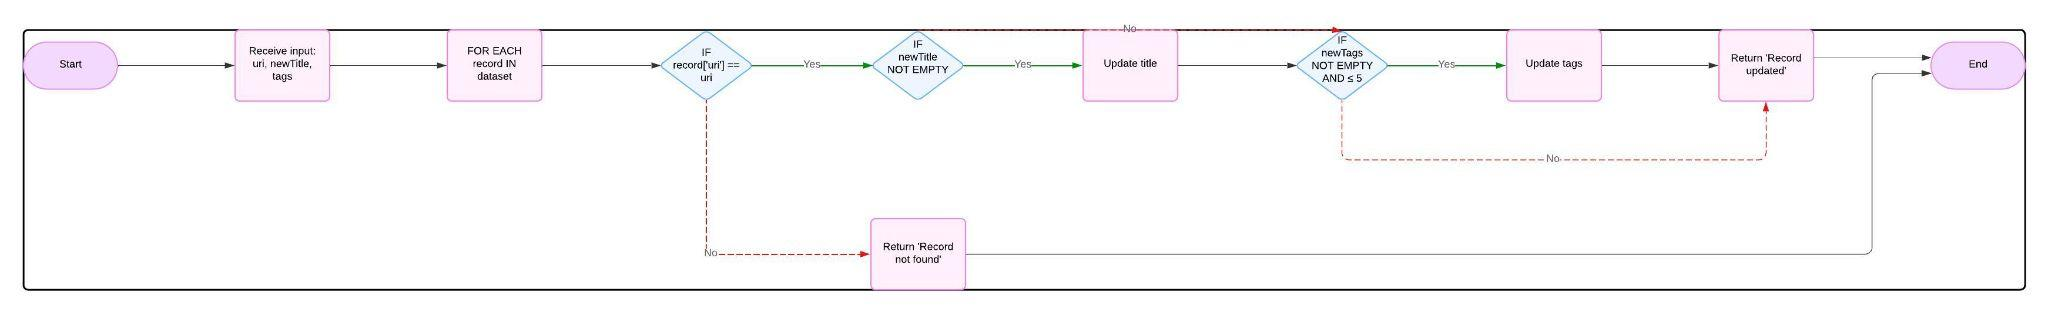 Start
Receive input:
uri, newTitle,
tags
FOR EACH
record IN
dataset
IF
record['uri'] ==
uri
Yes
IF
newTitle
NOT EMPTY
Yes
Update title
No
IF
newTags
NOT EMPTY
AND ≤ 5
Yes
Update tags
Return 'Record
updated'
End
No
No
Return 'Record
not found'